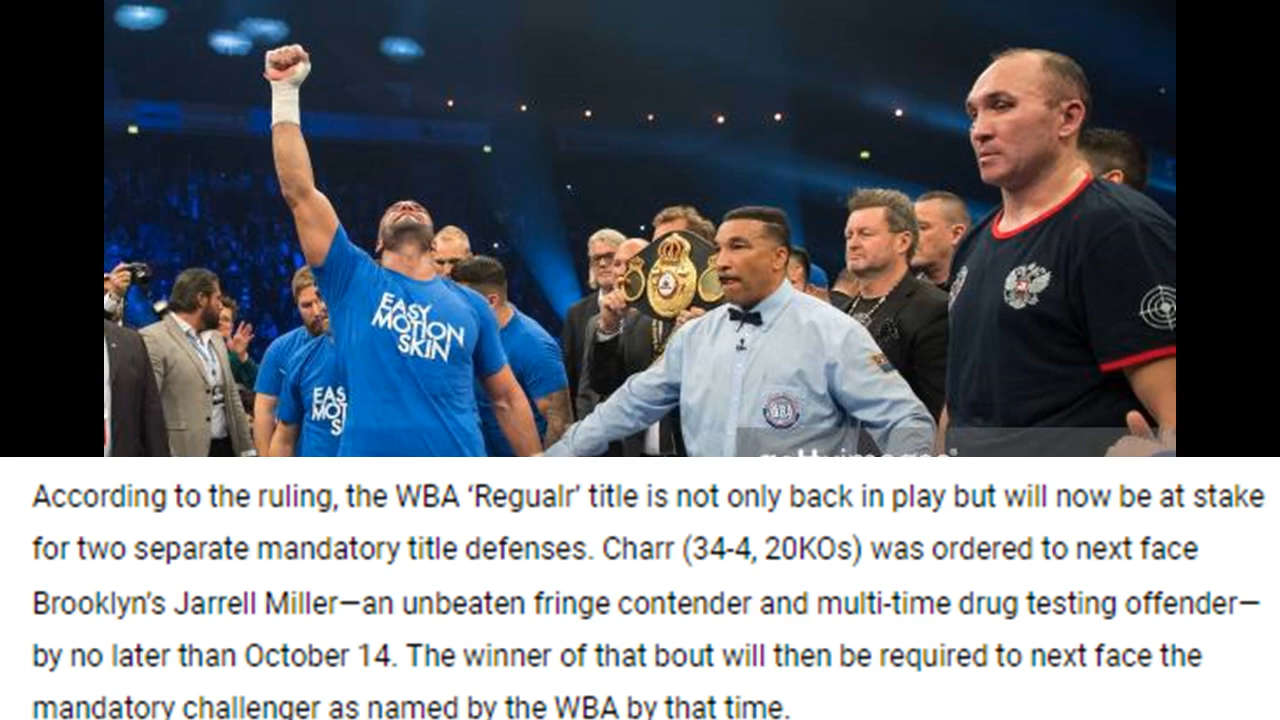 EASY
MOTION
SKIN
EAS
MOT
S
WBA
gettyimages
According to the ruling, the WBA ‘Regualr’ title is not only back in play but will now be at stake
for two separate mandatory title defenses. Charr (34-4, 20KOs) was ordered to next face
Brooklyn’s Jarrell Miller—an unbeaten fringe contender and multi-time drug testing offender—
by no later than October 14. The winner of that bout will then be required to next face the
mandatory challenger as named by the WBA by that time.